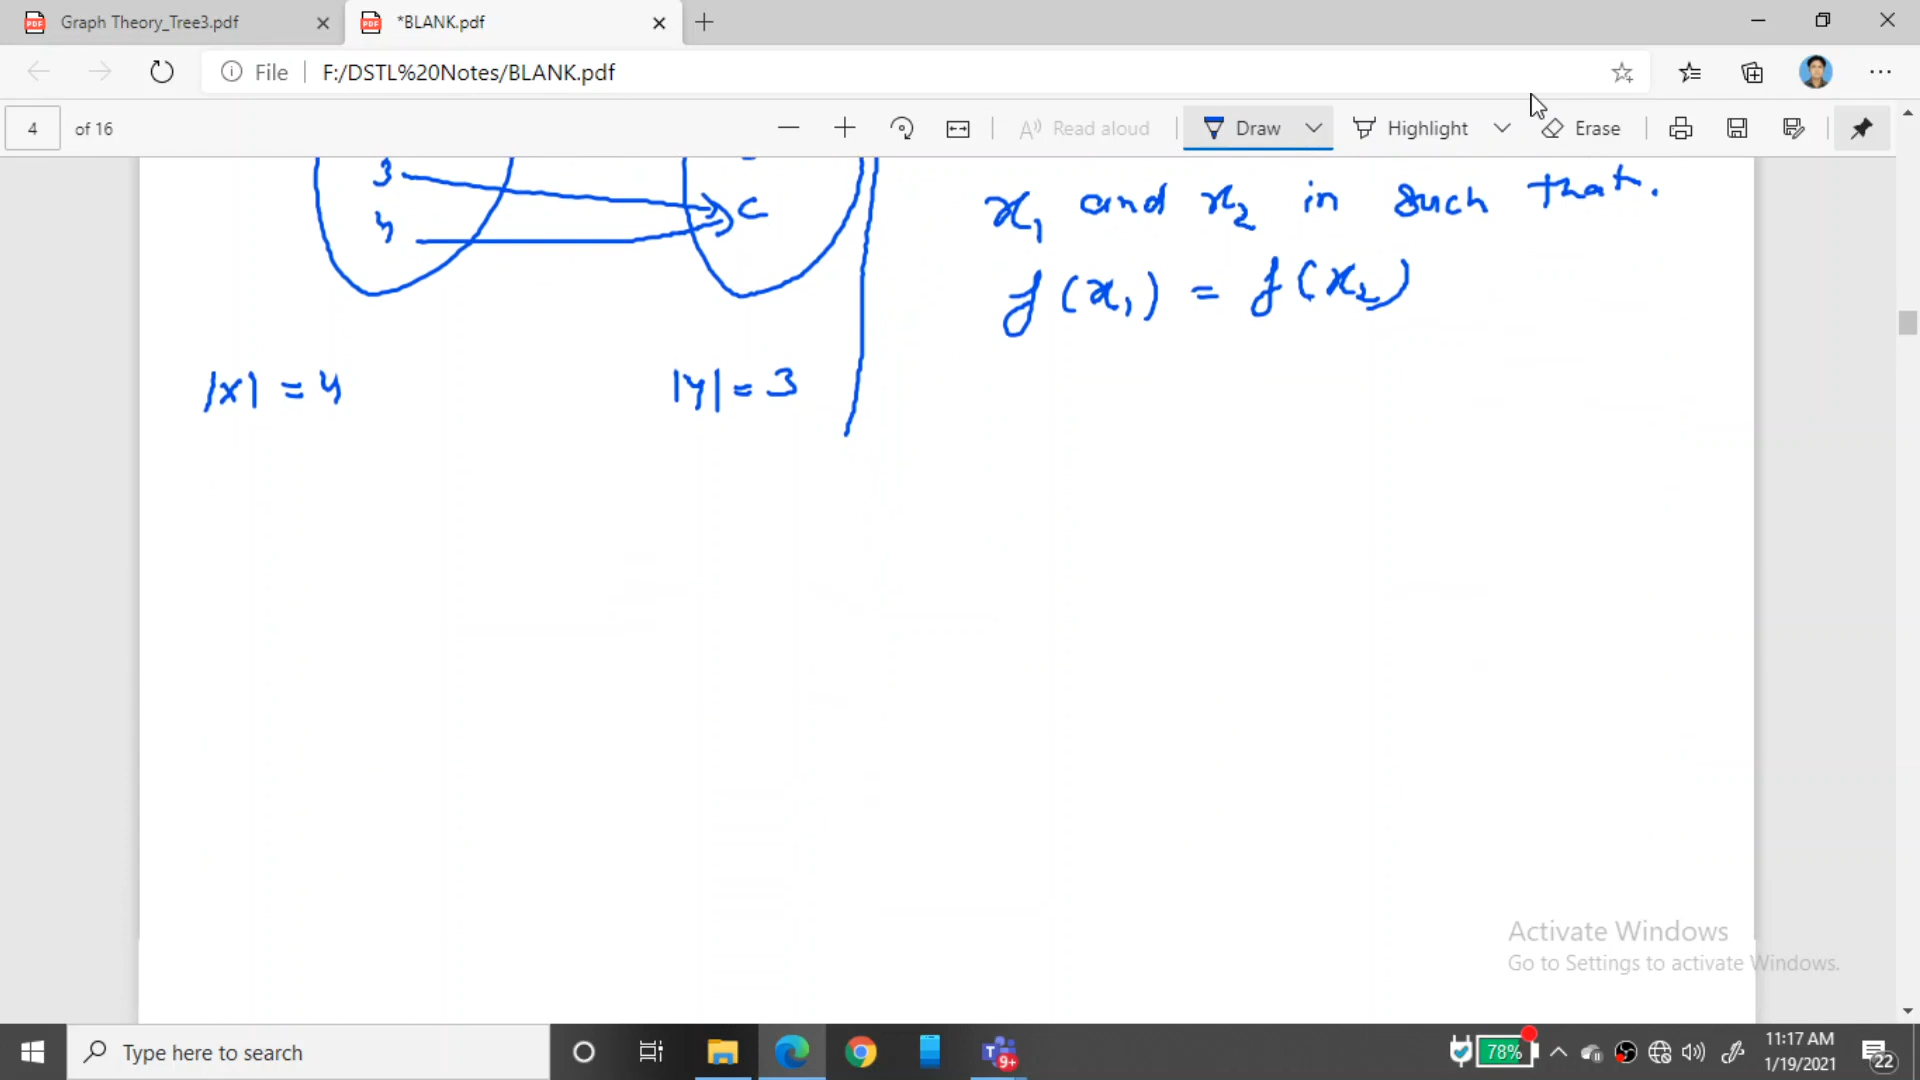 Graph Theory_Tree3.pdf
*BLANK.pdf
File
F:/DSTL%20Notes/BLANK.pdf
4 of 16
Read aloud
Draw
Highlight
Erase
3
4
C
x1 and x2 in such that.
f(x1) = f(x2)
|x| = 4
|y| = 3
Activate Windows
Go to Settings to activate Windows.
Type here to search
9+
78%
11:17 AM
1/19/2021
22